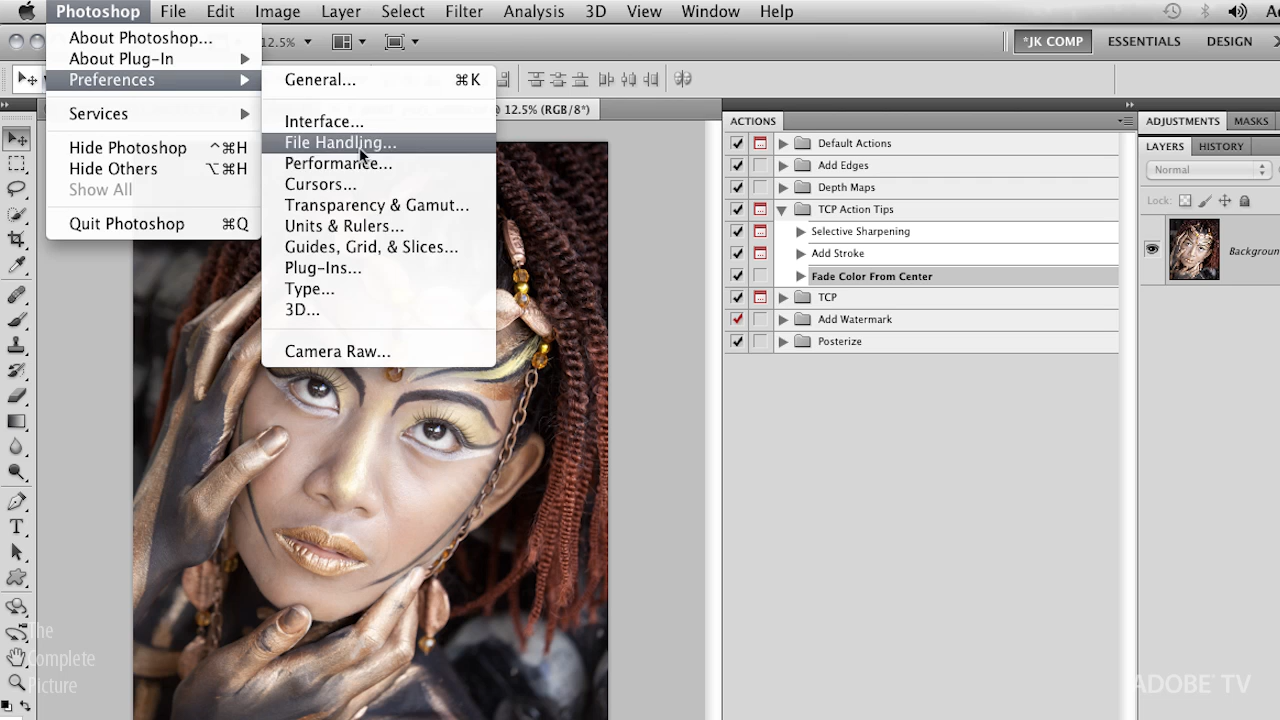 Photoshop File Edit Image Layer Select Filter Analysis 3D View Window Help
12.5%
*JK COMP ESSENTIALS DESIGN
About Photoshop...
About Plug-In
Preferences
Services
Hide Photoshop ^⌘H
Hide Others ⌥⌘H
Show All
Quit Photoshop ⌘Q
General... ⌘K
Interface...
File Handling...
Performance...
Cursors...
Transparency & Gamut...
Units & Rulers...
Guides, Grid, & Slices...
Plug-Ins...
Type...
3D...
Camera Raw...
@ 12.5% (RGB/8*)
ACTIONS
Default Actions
Add Edges
Depth Maps
TCP Action Tips
Selective Sharpening
Add Stroke
Fade Color From Center
TCP
Add Watermark
Posterize
ADJUSTMENTS MASKS
LAYERS HISTORY
Normal
Lock:
Backgroun
The
Complete
Picture
ADOBE® TV